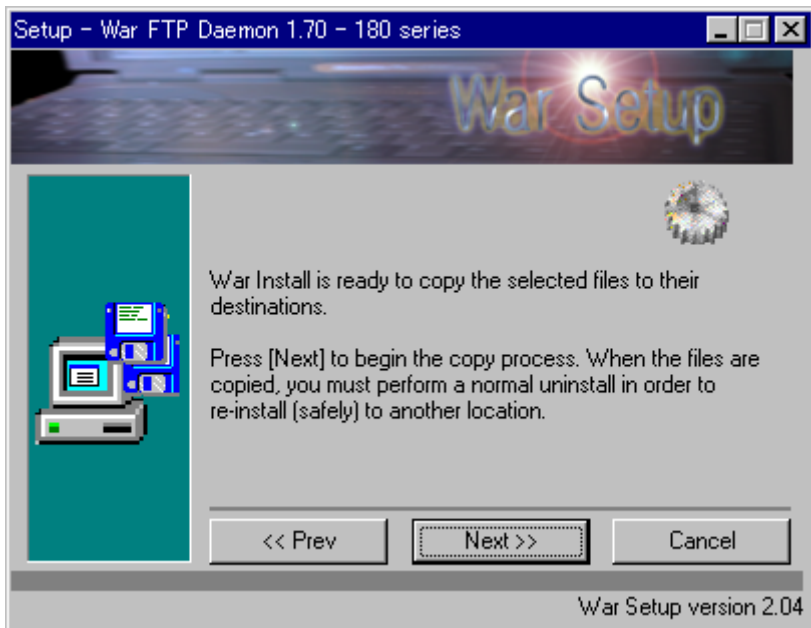 Setup - War FTP Daemon 1.70 - 180 series
War Setup
War Install is ready to copy the selected files to their
destinations.
Press [Next] to begin the copy process. When the files are
copied, you must perform a normal uninstall in order to
re-install (safely) to another location.
<< Prev
Next >>
Cancel
War Setup version 2.04